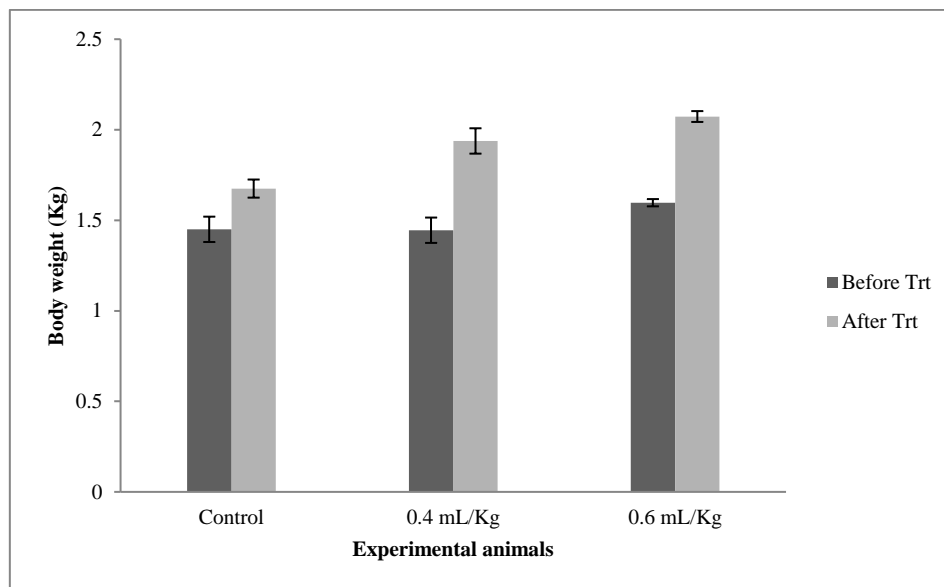 2.5
2
1.5
1
0.5
0
Body weight (Kg)
Control 0.4 mL/Kg 0.6 mL/Kg
Experimental animals
Before Trt
After Trt